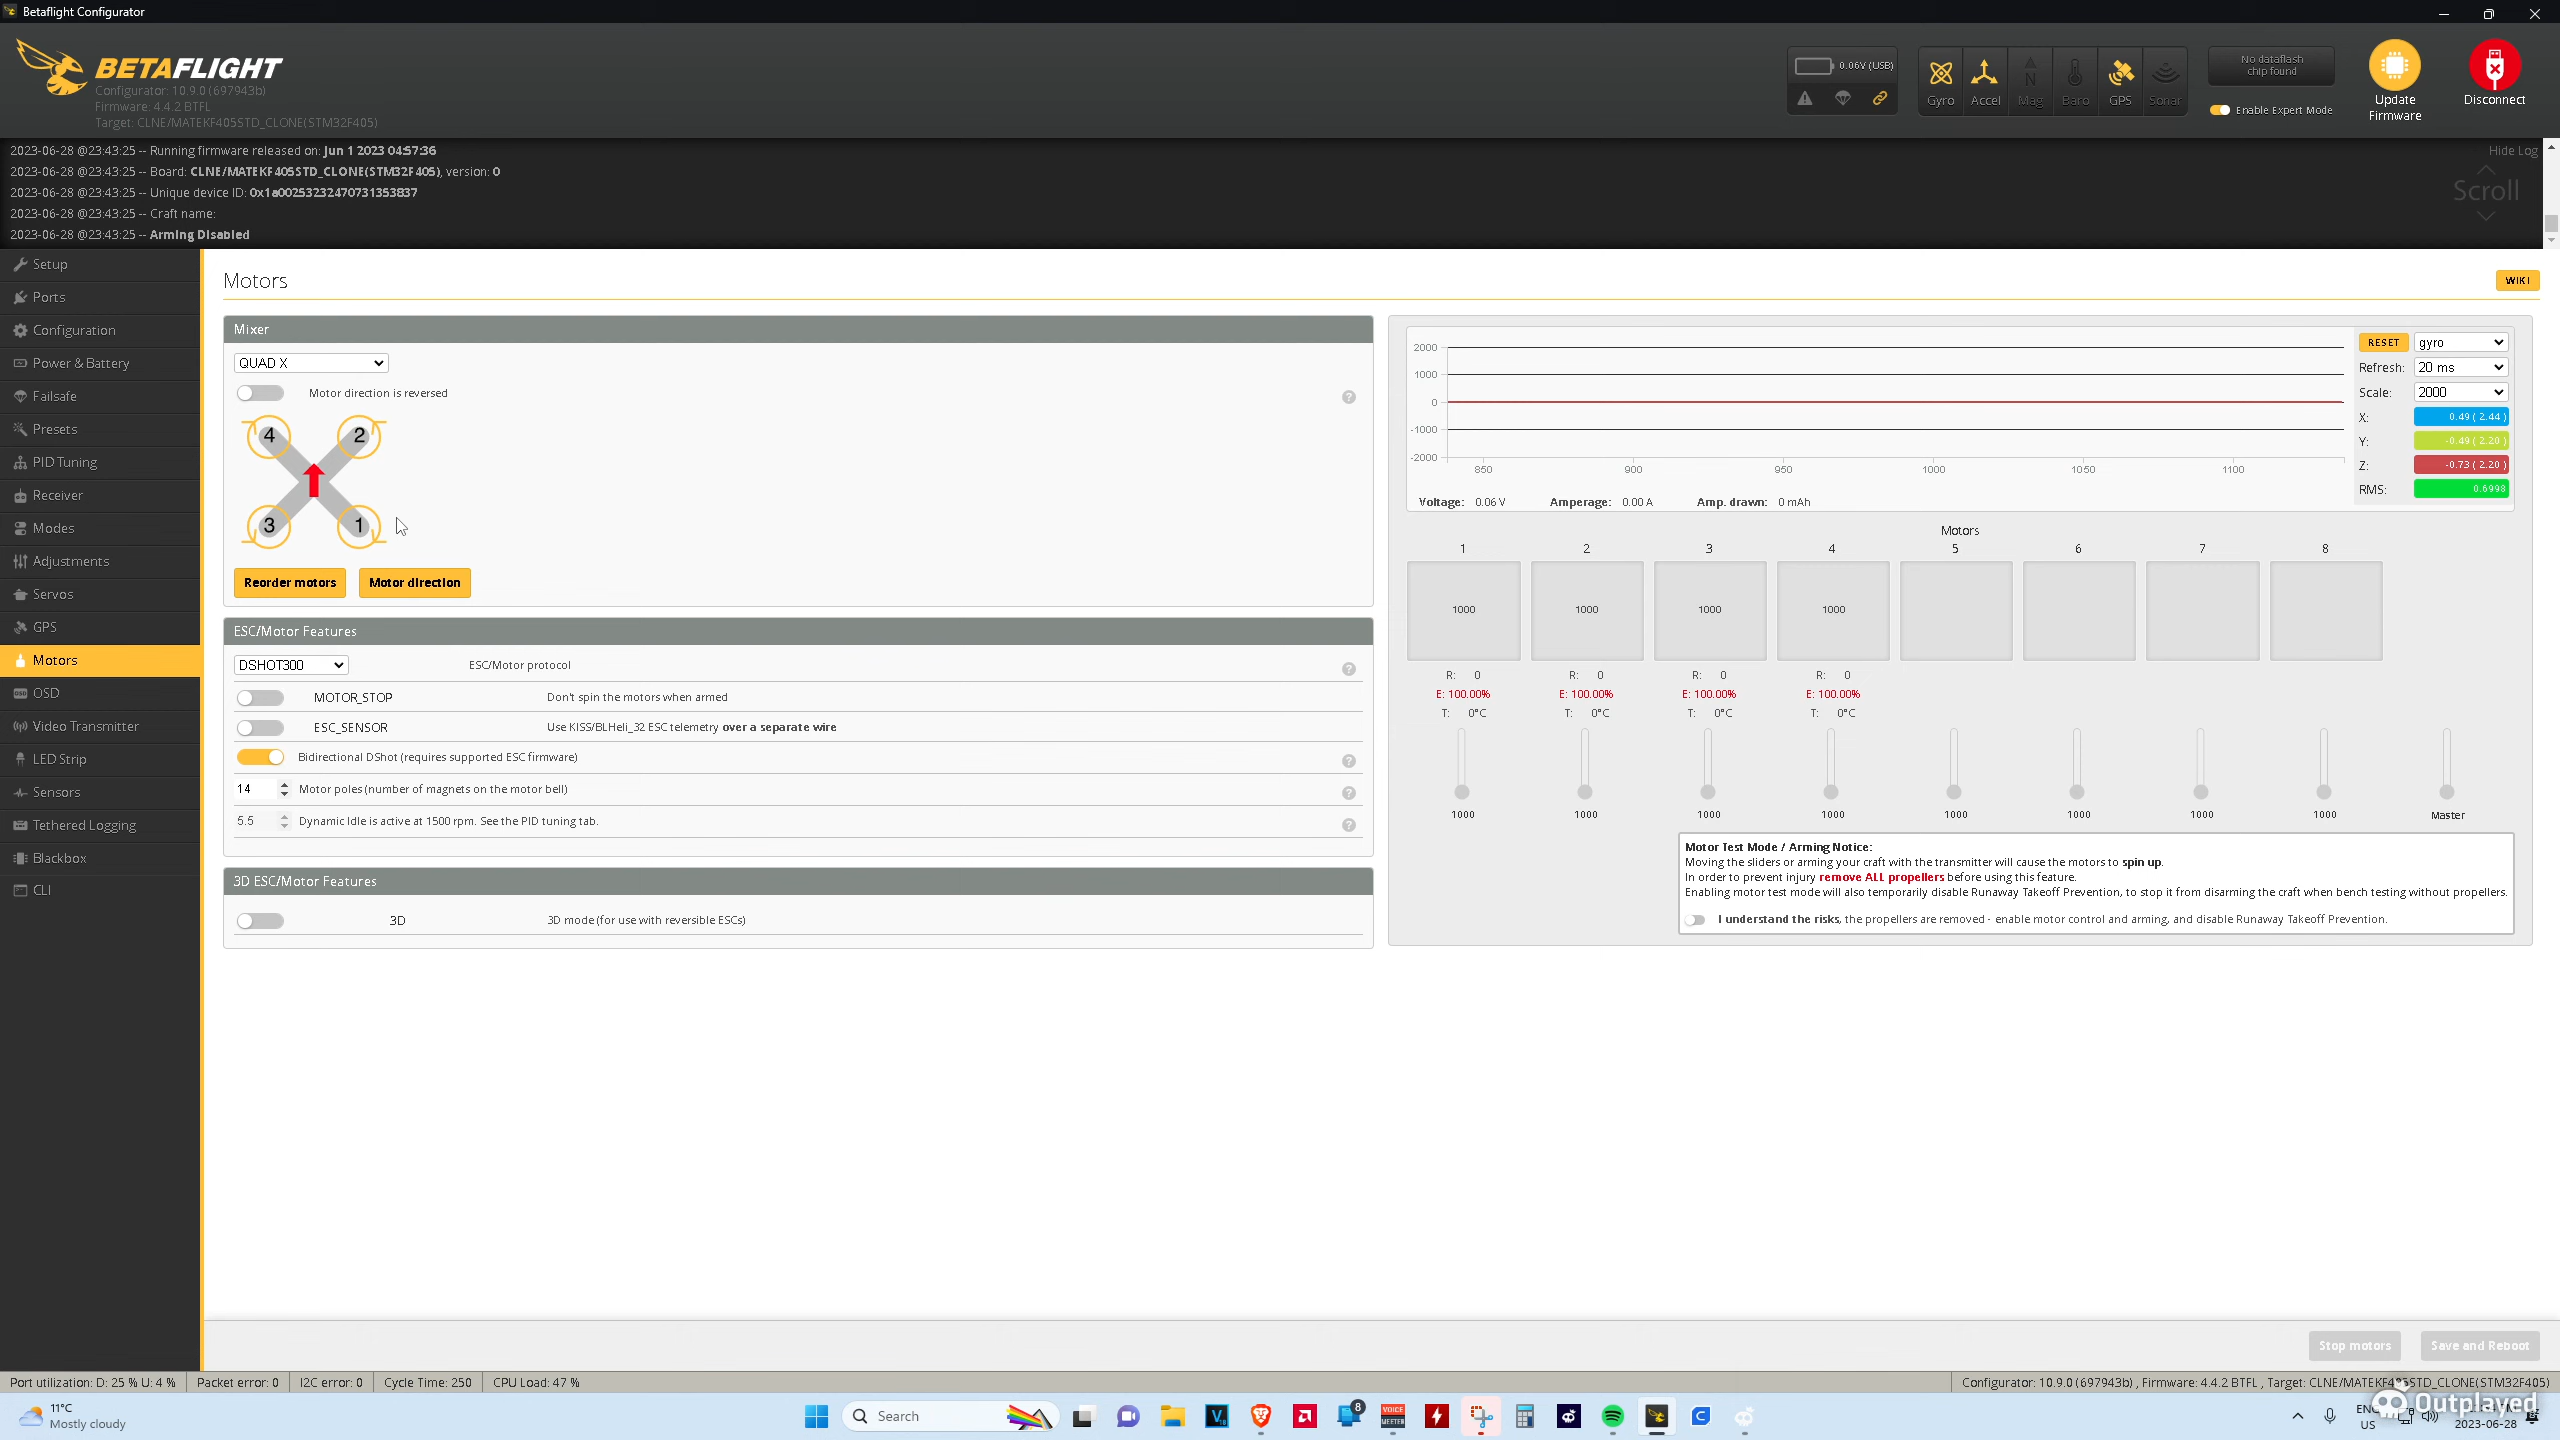 Betaflight Configurator
BETAFLIGHT
Configurator: 10.9.0 (697943b)
Firmware: 4.4.2 BTFL
Target: CLNE/MATEKF405STD_CLONE(STM32F405)
0.06V (USB)
Gyro
Accel
Mag
Baro
GPS
Sonar
No dataflash
chip found
Enable Expert Mode
Update
Firmware
Disconnect
2023-06-28 @23:43:25 -- Running firmware released on: Jun 1 2023 04:57:36
2023-06-28 @23:43:25 -- Board: CLNE/MATEKF405STD_CLONE(STM32F405), version: 0
2023-06-28 @23:43:25 -- Unique device ID: 0x1a0025323247073135383​7
2023-06-28 @23:43:25 -- Craft name:
2023-06-28 @23:43:25 -- Arming Disabled
Hide Log
Scroll
Setup
Ports
Configuration
Power & Battery
Failsafe
Presets
PID Tuning
Receiver
Modes
Adjustments
Servos
GPS
Motors
OSD
Video Transmitter
LED Strip
Sensors
Tethered Logging
Blackbox
CLI
Motors
WIKI
Mixer
QUAD X
Motor direction is reversed
4
2
3
1
Reorder motors
Motor direction
ESC/Motor Features
DSHOT300
ESC/Motor protocol
MOTOR_STOP
Don't spin the motors when armed
ESC_SENSOR
Use KISS/BLHeli_32 ESC telemetry over a separate wire
Bidirectional DShot (requires supported ESC firmware)
14
Motor poles (number of magnets on the motor bell)
5.5
Dynamic Idle is active at 1500 rpm. See the PID tuning tab.
3D ESC/Motor Features
3D
3D mode (for use with reversible ESCs)
2000
1000
0
-1000
-2000
850
900
950
1000
1050
1100
RESET
gyro
Refresh:
20 ms
Scale:
2000
X:
0.49 ( 2.44 )
Y:
-0.49 ( 2.20 )
Z:
-0.73 ( 2.20 )
RMS:
0.6998
Voltage: 0.06 V
Amperage: 0.00 A
Amp. drawn: 0 mAh
Motors
1 2 3 4 5 6 7 8
1000 1000 1000 1000
R: 0 R: 0 R: 0 R: 0
E: 100.00% E: 100.00% E: 100.00% E: 100.00%
T: 0°C T: 0°C T: 0°C T: 0°C
1000 1000 1000 1000 1000 1000 1000 1000 Master
Motor Test Mode / Arming Notice:
Moving the sliders or arming your craft with the transmitter will cause the motors to spin up.
In order to prevent injury remove ALL propellers before using this feature.
Enabling motor test mode will also temporarily disable Runaway Takeoff Prevention, to stop it from disarming the craft when bench testing without propellers.
I understand the risks, the propellers are removed - enable motor control and arming, and disable Runaway Takeoff Prevention.
Stop motors
Save and Reboot
Port utilization: D: 25 % U: 4 %
Packet error: 0
I2C error: 0
Cycle Time: 250
CPU Load: 47 %
Configurator: 10.9.0 (697943b) , Firmware: 4.4.2 BTFL , Target: CLNE/MATEKF405STD_CLONE(STM32F405)
11°C
Mostly cloudy
Search
8
VOICE
MEETER
US
Outplayed
2023-06-28